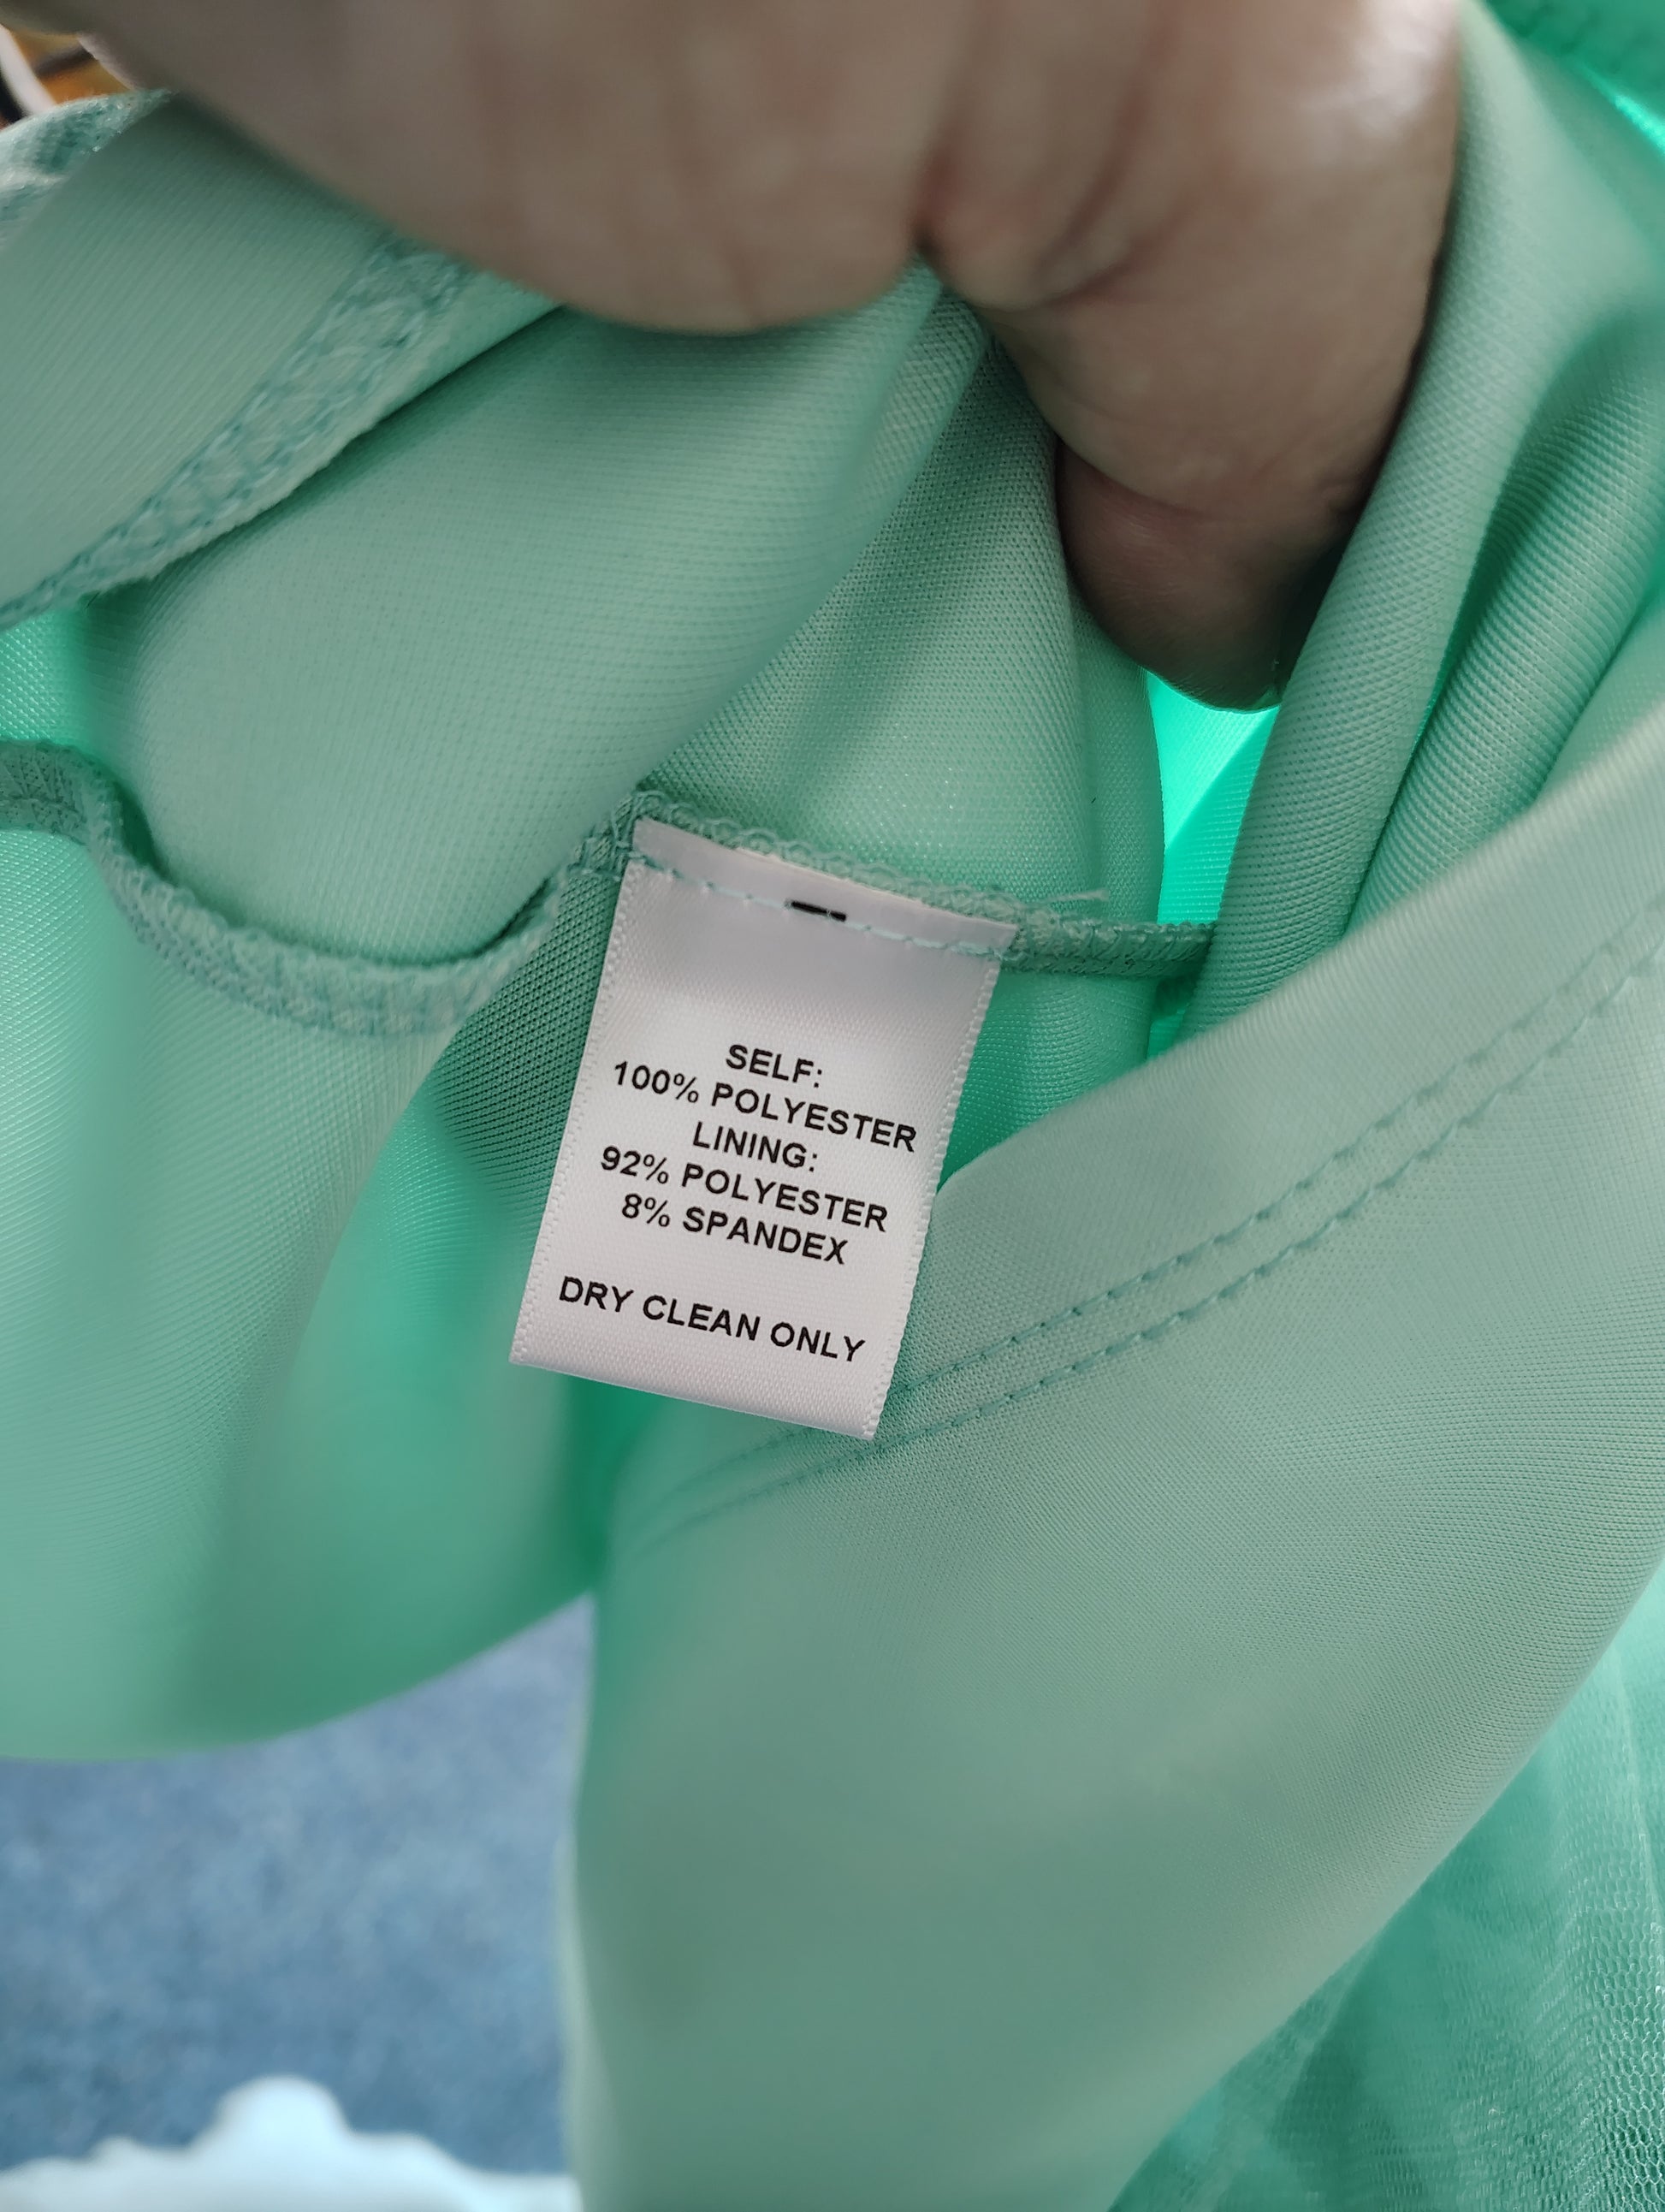 SELF:
100% POLYESTER
LINING:
92% POLYESTER
8% SPANDEX
DRY CLEAN ONLY